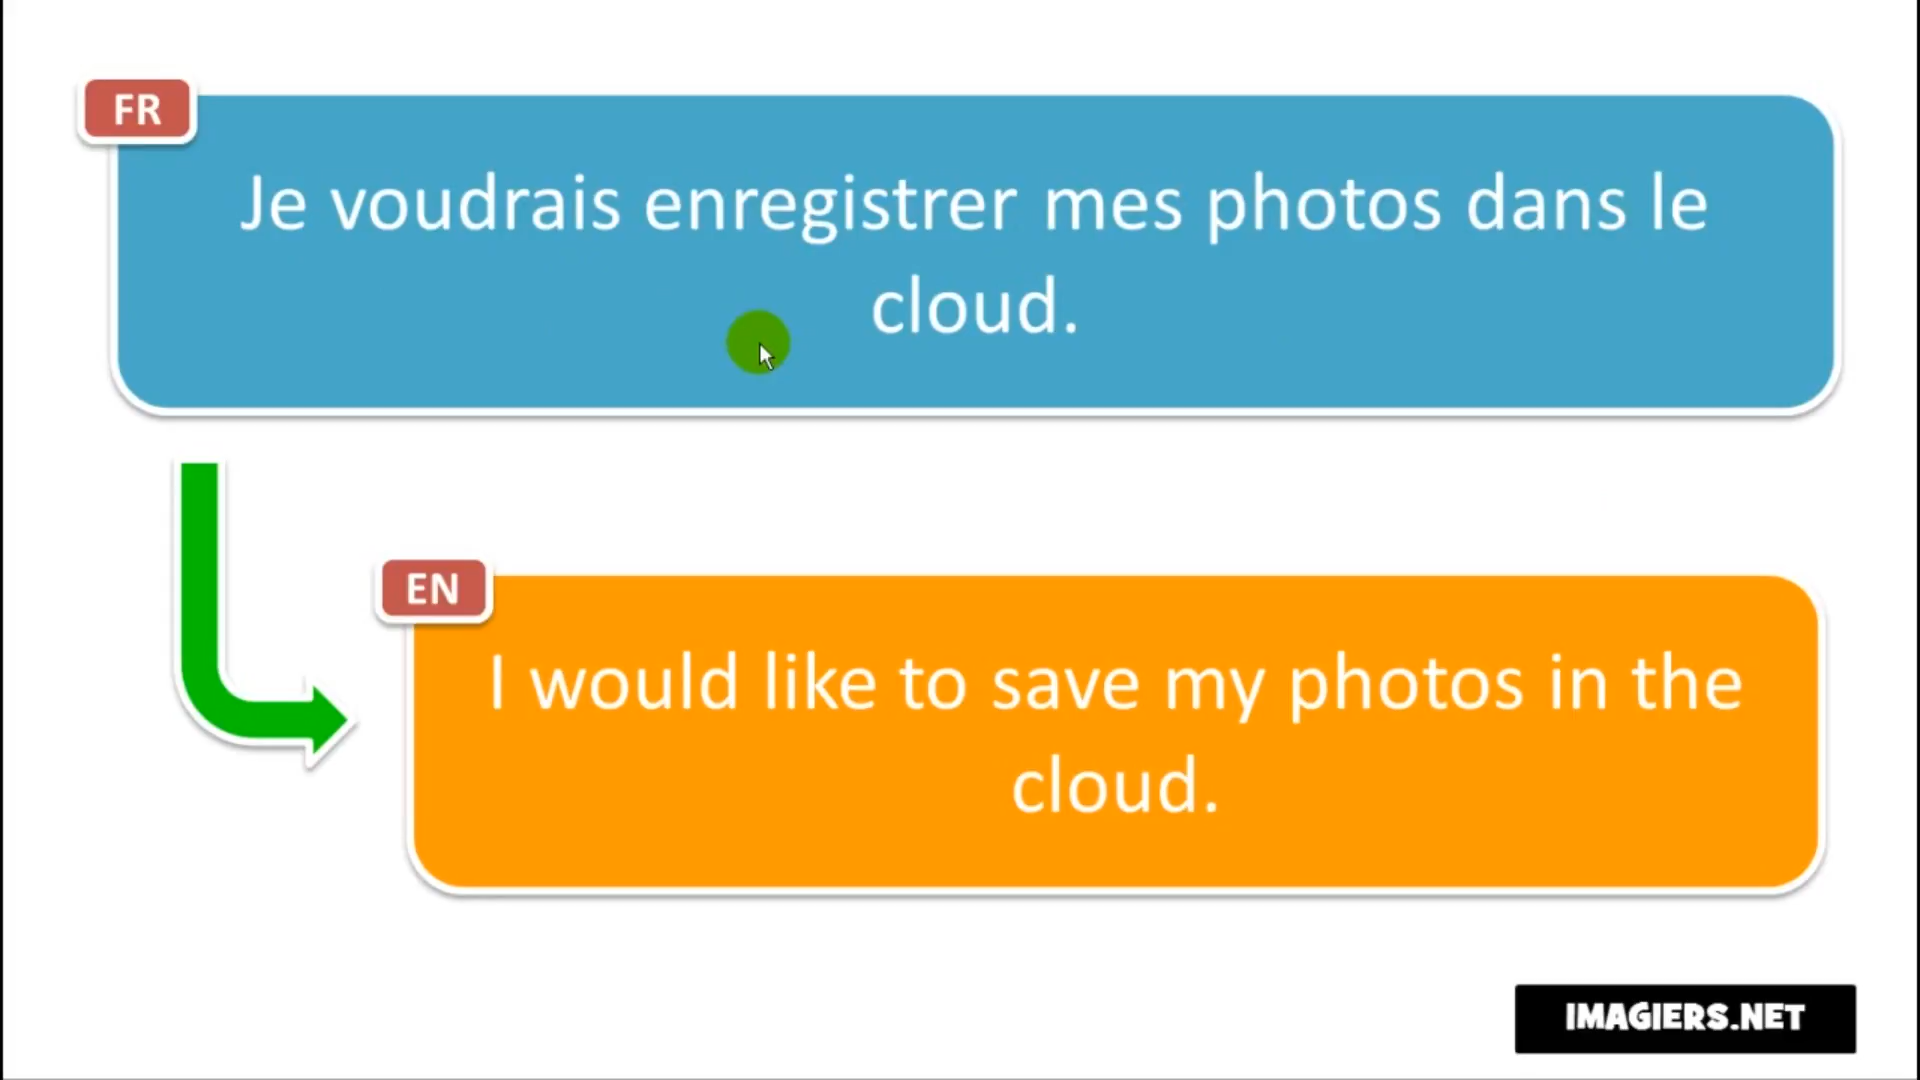 FR
Je voudrais enregistrer mes photos dans le
cloud.
EN
I would like to save my photos in the
cloud.
IMAGIERS.NET